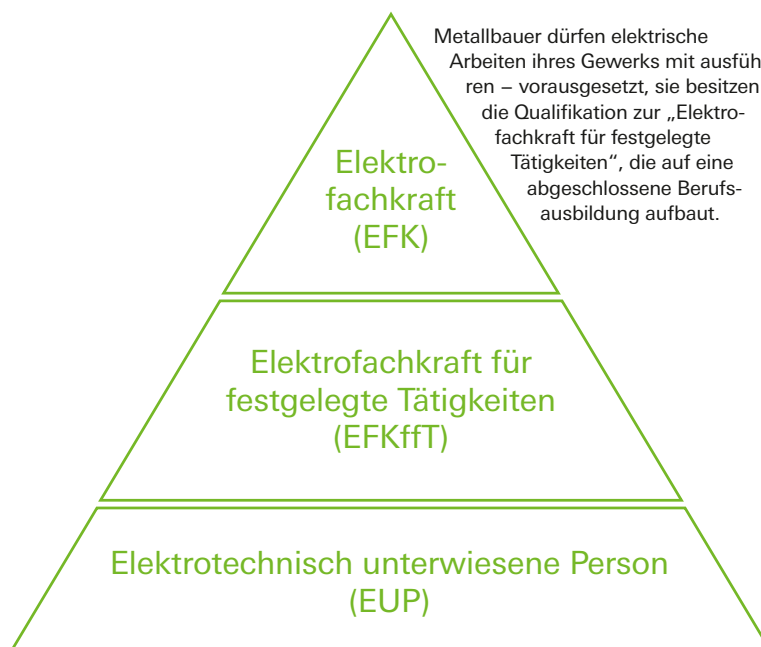 Metallbauer dürfen elektrische
Arbeiten ihres Gewerks mit ausfüh
ren – vorausgesetzt, sie besitzen
die Qualifikation zur „Elektro-
fachkraft für festgelegte
Tätigkeiten“, die auf eine
abgeschlossene Berufs-
ausbildung aufbaut.
Elektro-
fachkraft
(EFK)
Elektrofachkraft für
festgelegte Tätigkeiten
(EFKffT)
Elektrotechnisch unterwiesene Person
(EUP)